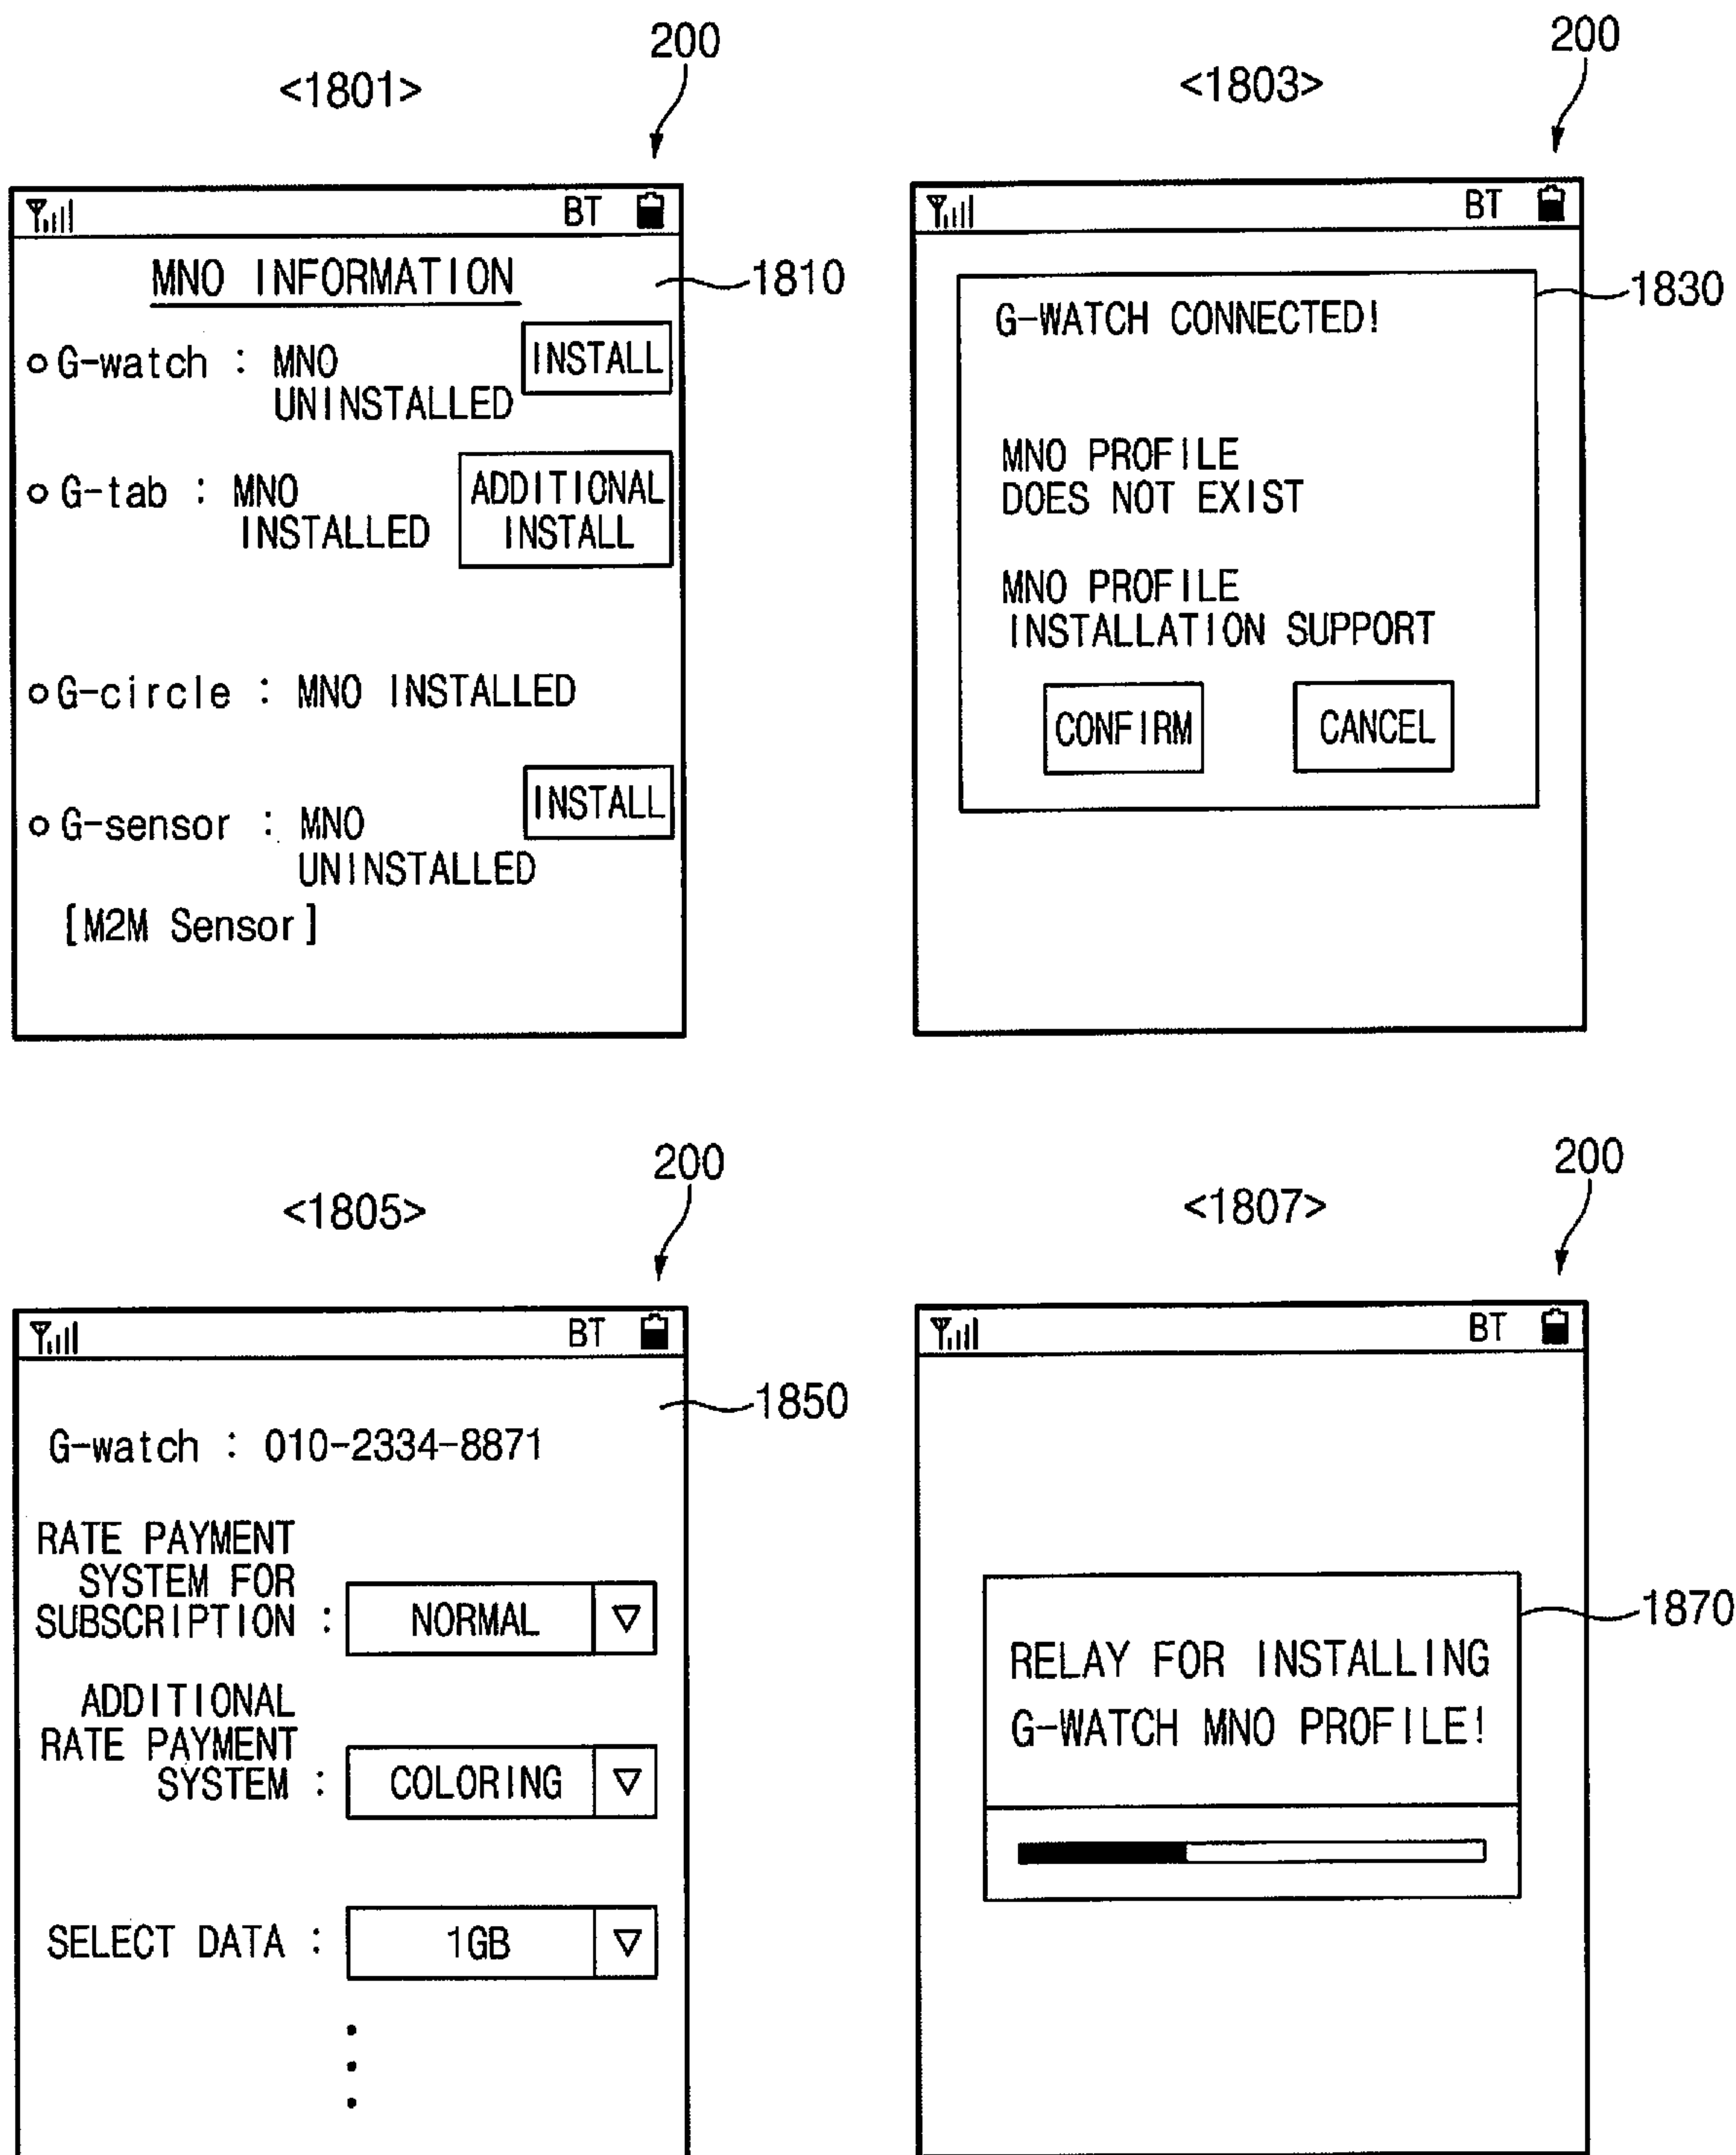 <1801>
200
BT
MNO INFORMATION
1810
G-watch : MNO
UNINSTALLED
INSTALL
G-tab : MNO
INSTALLED
ADDITIONAL
INSTALL
G-circle : MNO INSTALLED
G-sensor : MNO
UNINSTALLED
INSTALL
[M2M Sensor]
<1803>
200
BT
1830
G-WATCH CONNECTED!
MNO PROFILE
DOES NOT EXIST
MNO PROFILE
INSTALLATION SUPPORT
CONFIRM
CANCEL
<1805>
200
BT
1850
G-watch : 010-2334-8871
RATE PAYMENT
SYSTEM FOR
SUBSCRIPTION :
NORMAL
ADDITIONAL
RATE PAYMENT
SYSTEM :
COLORING
SELECT DATA :
1GB
<1807>
200
BT
1870
RELAY FOR INSTALLING
G-WATCH MNO PROFILE!